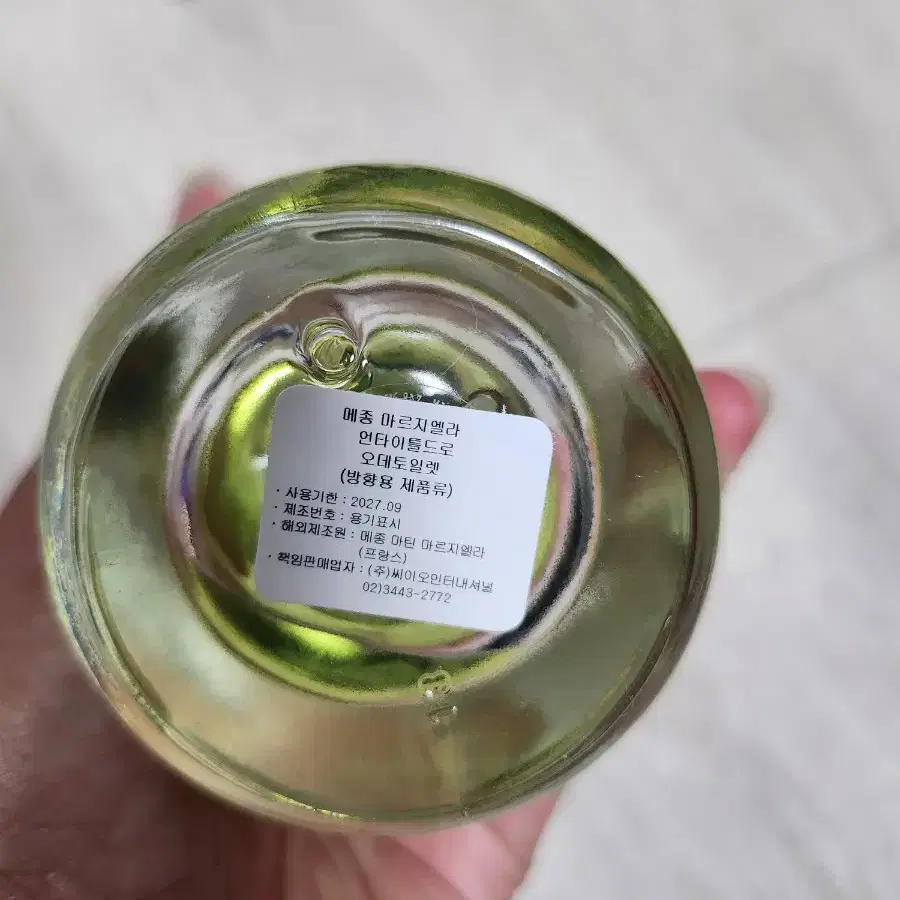 메종 마르지엘라
언타이틀드로
오데토일렛
(방향용 제품류)
· 사용기한 : 2027.09
· 제조번호 : 용기표시
· 해외제조원 : 메종 마틴 마르지엘라
(프랑스)
· 책임판매업자 : (주)씨이오인터내셔널
02)3443-2772